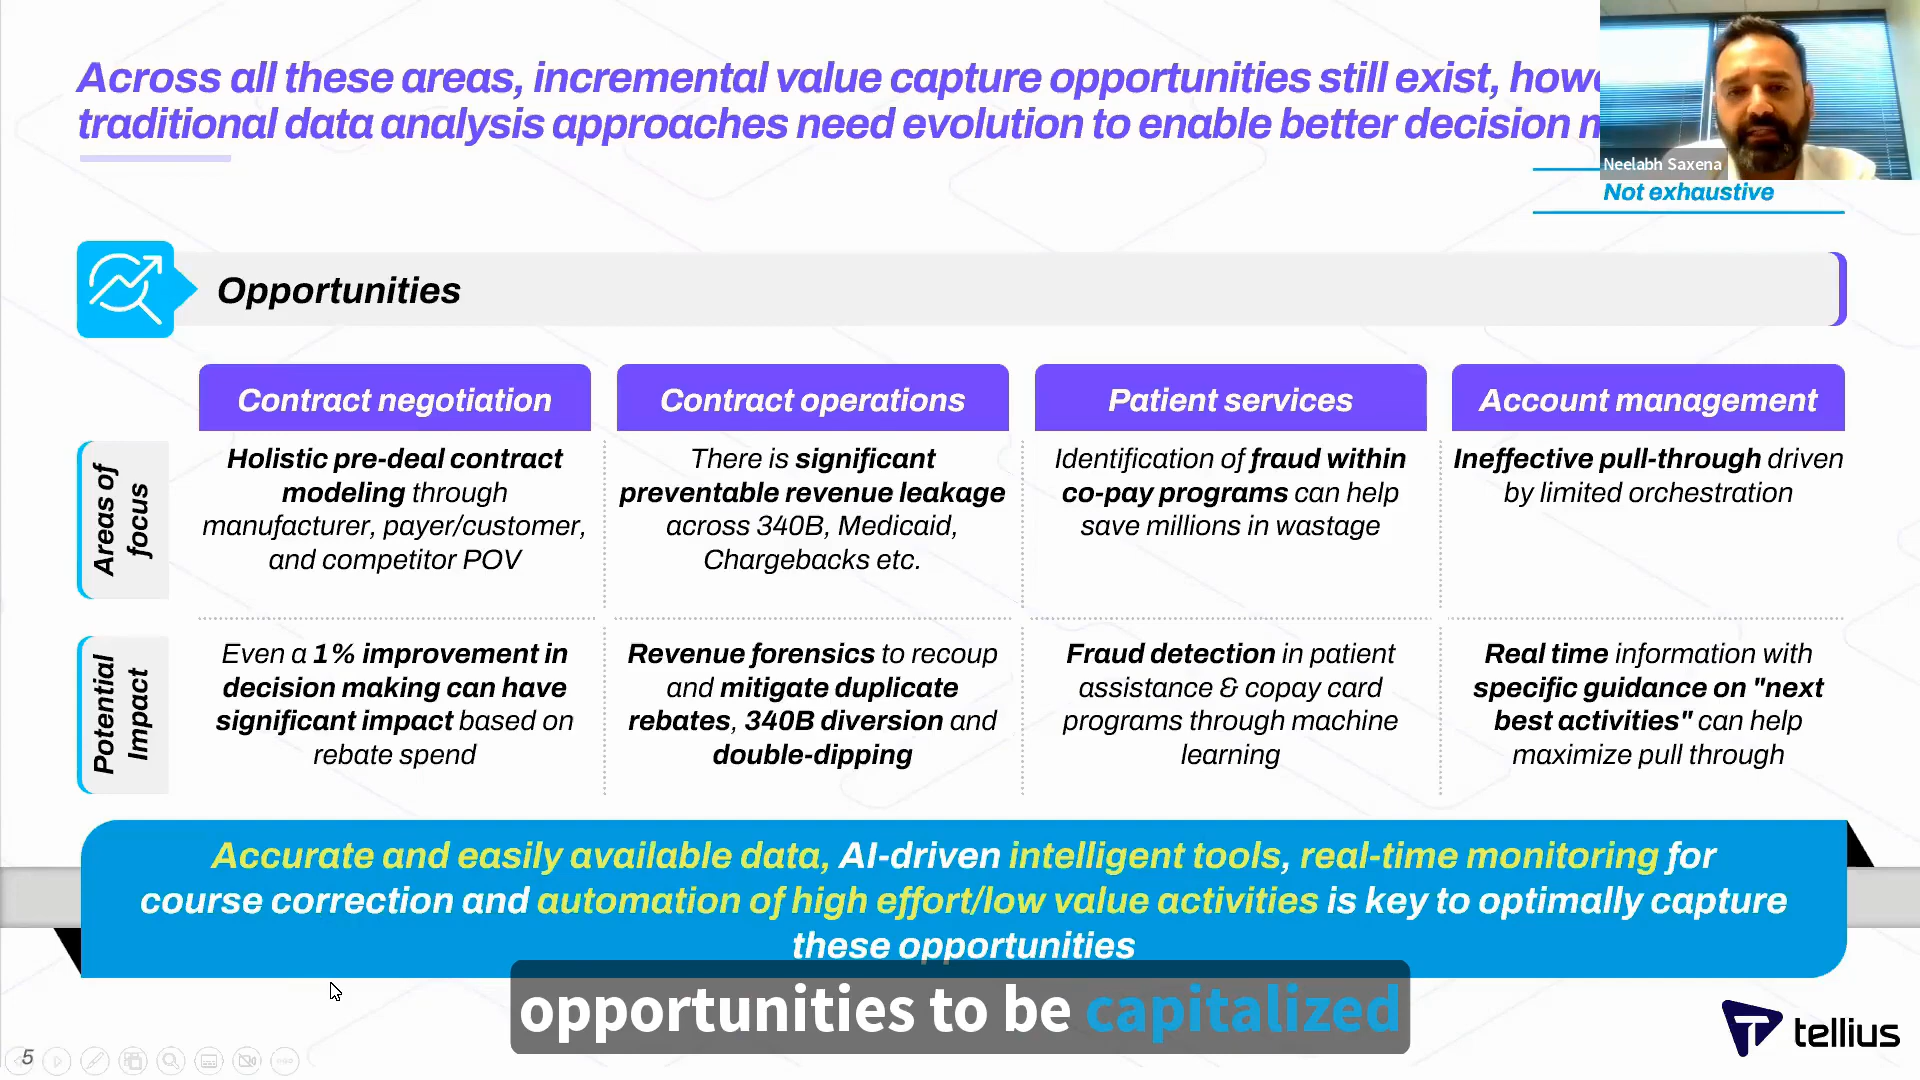 Across all these areas, incremental value capture opportunities still exist, howe
traditional data analysis approaches need evolution to enable better decision m
Neelabh Saxena
Not exhaustive
Opportunities
Contract negotiation
Contract operations
Patient services
Account management
Areas of
focus
Holistic pre-deal contract
modeling through
manufacturer, payer/customer,
and competitor POV
There is significant
preventable revenue leakage
across 340B, Medicaid,
Chargebacks etc.
Identification of fraud within
co-pay programs can help
save millions in wastage
Ineffective pull-through driven
by limited orchestration
Potential
Impact
Even a 1% improvement in
decision making can have
significant impact based on
rebate spend
Revenue forensics to recoup
and mitigate duplicate
rebates, 340B diversion and
double-dipping
Fraud detection in patient
assistance & copay card
programs through machine
learning
Real time information with
specific guidance on "next
best activities" can help
maximize pull through
Accurate and easily available data, AI-driven intelligent tools, real-time monitoring for
course correction and automation of high effort/low value activities is key to optimally capture
these opportunities
opportunities to be capitalized
5
tellius